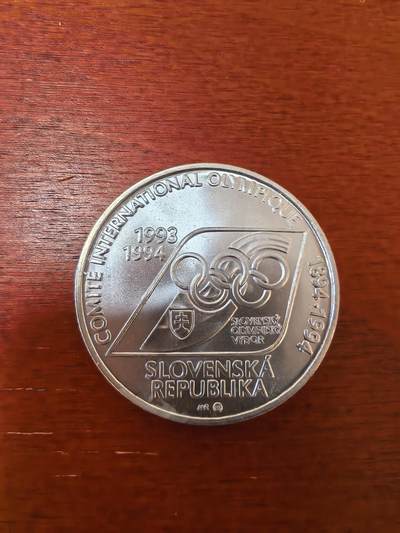 COMITÉ INTERNATIONAL OLYMPIQUE 1894-1994
1993
1994
SLOVENSKÝ
OLYMPIJSKÝ
VÝBOR
SLOVENSKÁ
REPUBLIKA